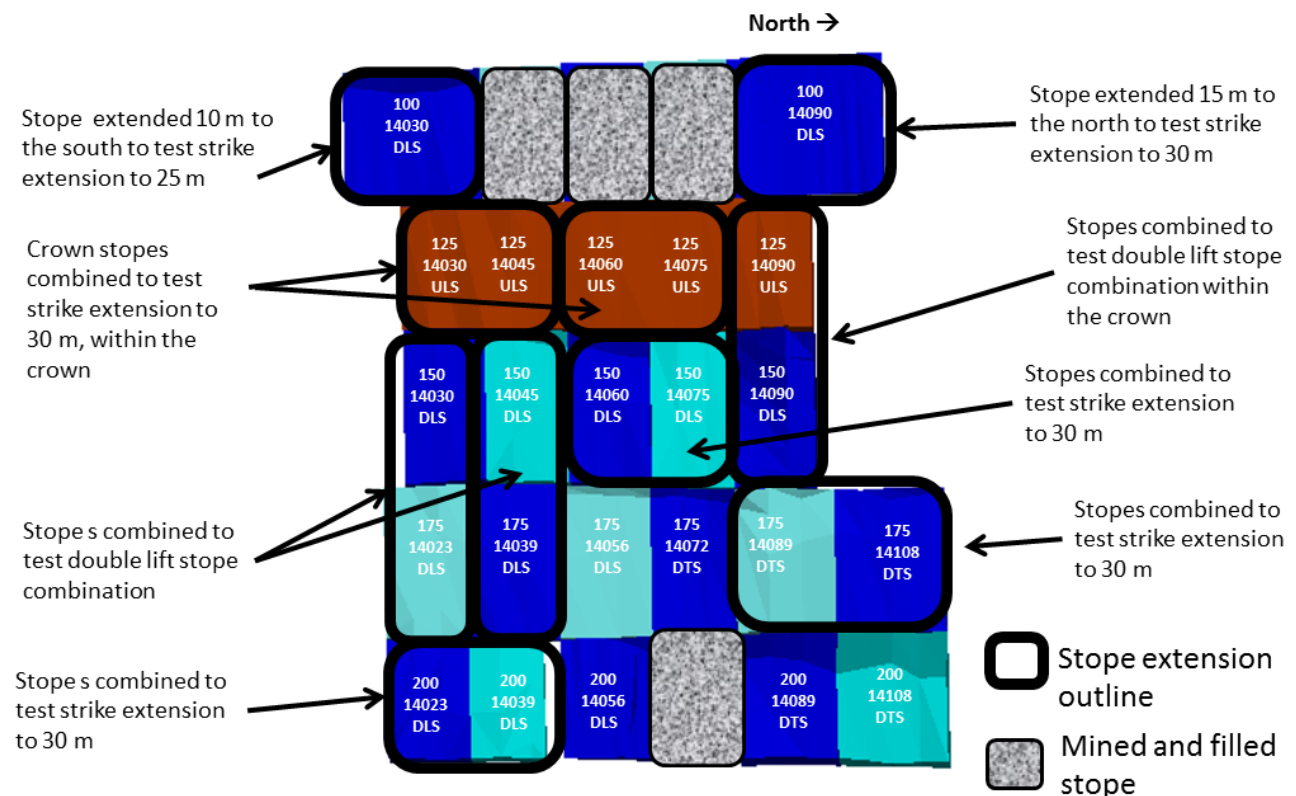 North →
Stope extended 10 m to
the south to test strike
extension to 25 m
100
14030
DLS
100
14090
DLS
Stope extended 15 m to
the north to test strike
extension to 30 m
Crown stopes
combined to test
strike extension to
30 m, within the
crown
125
14030
ULS
125
14045
ULS
125
14060
ULS
125
14075
ULS
125
14090
ULS
Stopes combined to
test double lift stope
combination within
the crown
150
14030
DLS
150
14045
DLS
150
14060
DLS
150
14075
DLS
150
14090
DLS
Stopes combined to
test strike extension
to 30 m
Stope s combined to
test double lift stope
combination
175
14023
DLS
175
14039
DLS
175
14056
DLS
175
14072
DTS
175
14089
DTS
175
14108
DTS
Stopes combined to
test strike extension
to 30 m
Stope s combined to
test strike extension
to 30 m
200
14023
DLS
200
14039
DLS
200
14056
DLS
200
14089
DTS
200
14108
DTS
Stope extension
outline
Mined and filled
stope